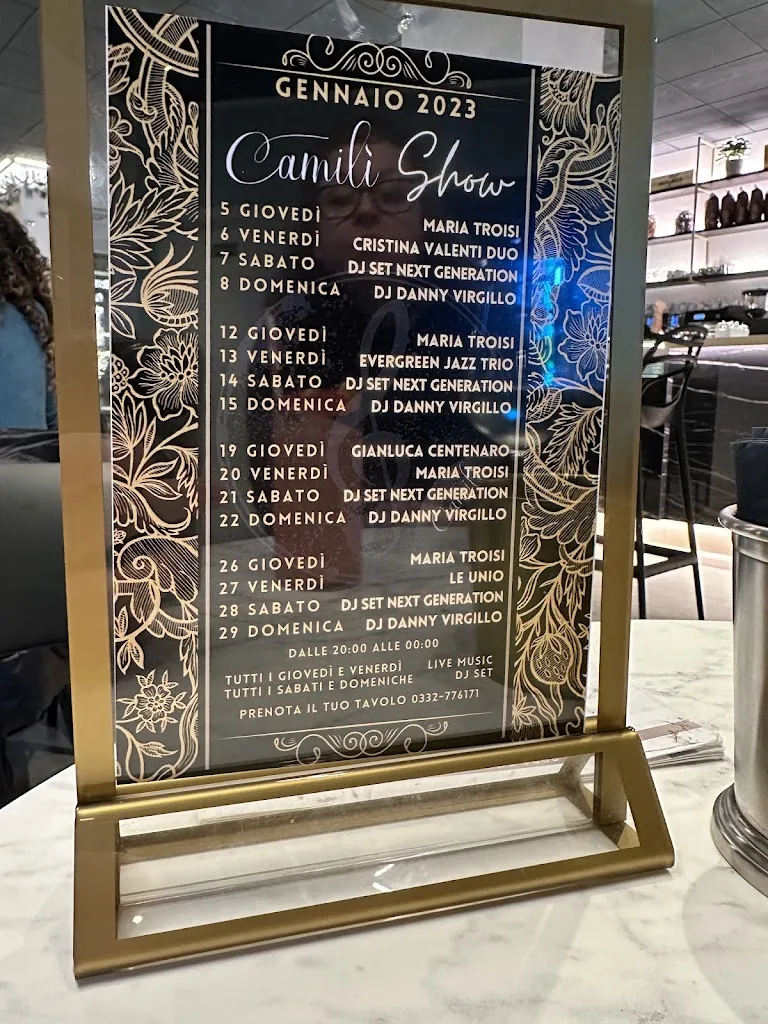 GENNAIO 2023
Camilì Show
5 GIOVEDÌ MARIA TROISI
6 VENERDÌ CRISTINA VALENTI DUO
7 SABATO DJ SET NEXT GENERATION
8 DOMENICA DJ DANNY VIRGILLO
12 GIOVEDÌ MARIA TROISI
13 VENERDÌ EVERGREEN JAZZ TRIO
14 SABATO DJ SET NEXT GENERATION
15 DOMENICA DJ DANNY VIRGILLO
19 GIOVEDÌ GIANLUCA CENTENARO
20 VENERDÌ MARIA TROISI
21 SABATO DJ SET NEXT GENERATION
22 DOMENICA DJ DANNY VIRGILLO
26 GIOVEDÌ MARIA TROISI
27 VENERDÌ LE UNIO
28 SABATO DJ SET NEXT GENERATION
29 DOMENICA DJ DANNY VIRGILLO
DALLE 20:00 ALLE 00:00
TUTTI I GIOVEDÌ E VENERDÌ LIVE MUSIC
TUTTI I SABATI E DOMENICHE DJ SET
PRENOTA IL TUO TAVOLO 0332-776171